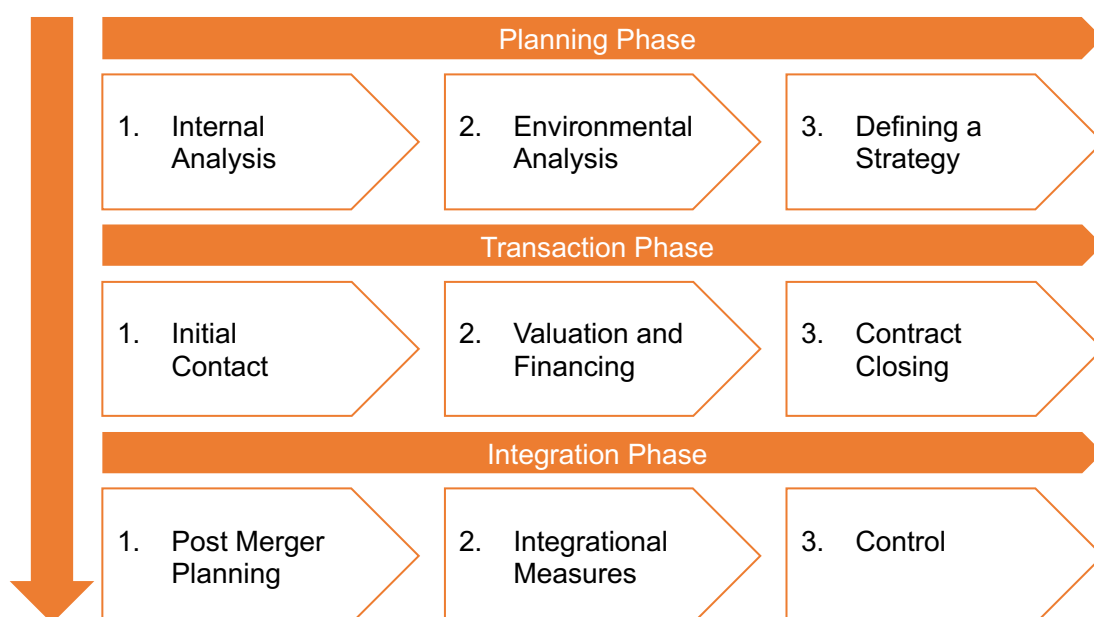 Planning Phase
1. Internal
Analysis
2. Environmental
Analysis
3. Defining a
Strategy
Transaction Phase
1. Initial
Contact
2. Valuation and
Financing
3. Contract
Closing
Integration Phase
1. Post Merger
Planning
2. Integrational
Measures
3. Control